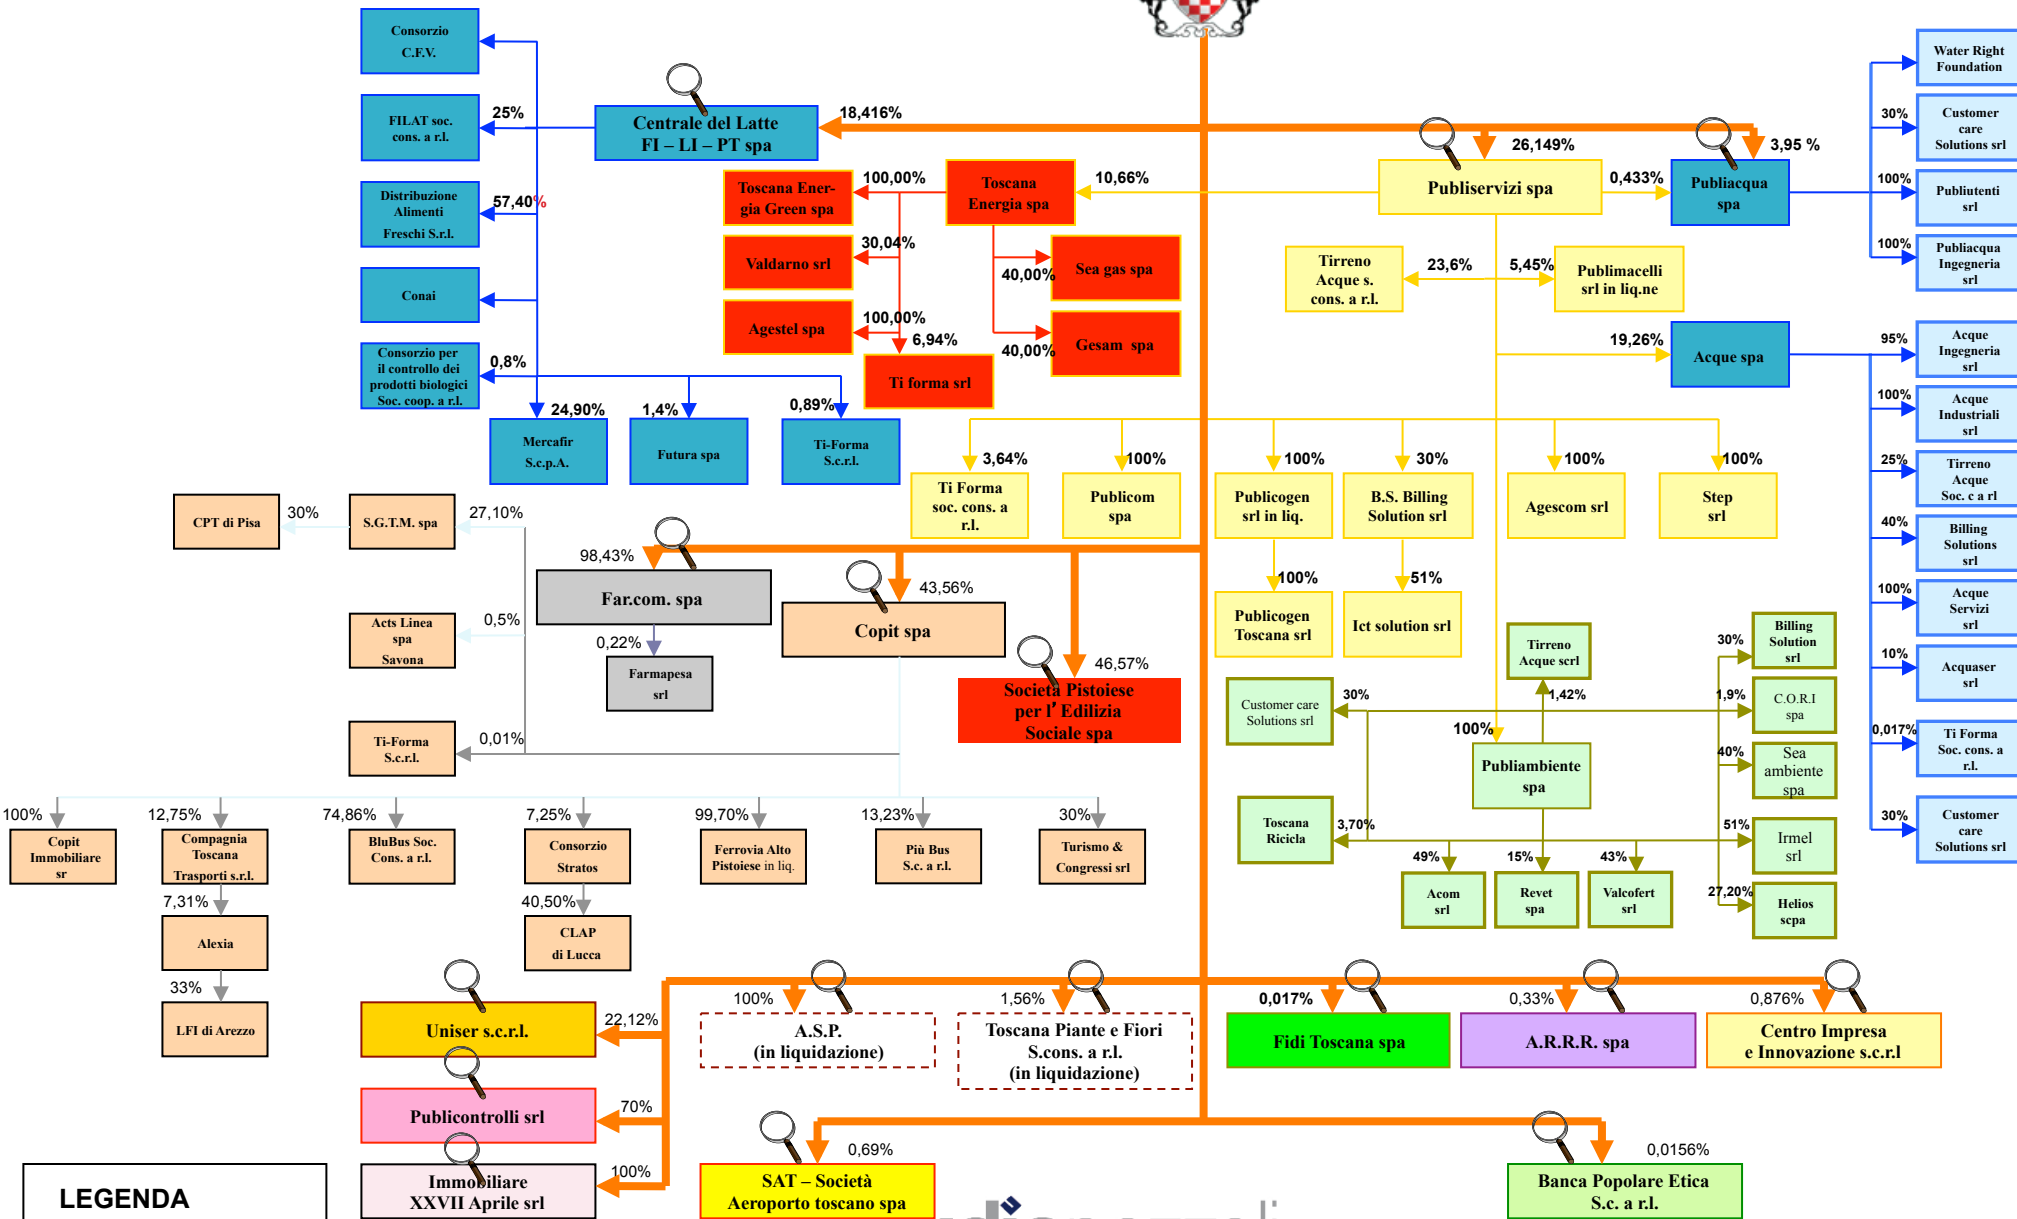 Consorzio
C.F.V.
FILAT soc.
cons. a r.l.
25%
Distribuzione
Alimenti
Freschi S.r.l.
57,40%
Conai
Consorzio per
il controllo dei
prodotti biologici
Soc. coop. a r.l.
0,8%
Centrale del Latte
FI – LI – PT spa
18,416%
24,90%
Mercafir
S.c.p.A.
1,4%
Futura spa
0,89%
Ti-Forma
S.c.r.l.
Toscana Ener-
gia Green spa
100,00%
Toscana
Energia spa
10,66%
Valdarno srl
30,04%
Sea gas spa
40,00%
Agestel spa
100,00%
6,94%
Ti forma srl
Gesam spa
40,00%
26,149%
Publiservizi spa
0,433%
3,95 %
Publiacqua
spa
Water Right
Foundation
30%
Customer
care
Solutions srl
100%
Publiutenti
srl
100%
Publiacqua
Ingegneria
srl
Tirreno
Acque s.
cons. a r.l.
23,6%
5,45%
Publimacelli
srl in liq.ne
19,26%
Acque spa
95%
Acque
Ingegneria
srl
100%
Acque
Industriali
srl
25%
Tirreno
Acque
Soc. c a rl
40%
Billing
Solutions
srl
100%
Acque
Servizi
srl
10%
Acquaser
srl
0,017%
Ti Forma
Soc. cons. a
r.l.
30%
Customer
care
Solutions srl
3,64%
Ti Forma
soc. cons. a
r.l.
100%
Publicom
spa
100%
Publicogen
srl in liq.
30%
B.S. Billing
Solution srl
100%
Agescom srl
100%
Step
srl
100%
Publicogen
Toscana srl
51%
Ict solution srl
CPT di Pisa
30%
S.G.T.M. spa
27,10%
Acts Linea
spa
Savona
0,5%
Ti-Forma
S.c.r.l.
0,01%
98,43%
Far.com. spa
0,22%
Farmapesa
srl
43,56%
Copit spa
46,57%
Società Pistoiese
per l’ Edilizia
Sociale spa
Tirreno
Acque scrl
1,42%
Customer care
Solutions srl
30%
100%
Publiambiente
spa
Toscana
Ricicla
3,70%
49%
Acom
srl
15%
Revet
spa
43%
Valcofert
srl
30%
Billing
Solution
srl
1,9%
C.O.R.I
spa
40%
Sea
ambiente
spa
51%
Irmel
srl
27,20%
Helios
scpa
100%
Copit
Immobiliare
sr
12,75%
Compagnia
Toscana
Trasporti s.r.l.
74,86%
BluBus Soc.
Cons. a r.l.
7,25%
Consorzio
Stratos
99,70%
Ferrovia Alto
Pistoiese in liq.
13,23%
Più Bus
S.c. a r.l.
30%
Turismo &
Congressi srl
7,31%
Alexia
33%
LFI di Arezzo
40,50%
CLAP
di Lucca
Uniser s.c.r.l.
22,12%
100%
A.S.P.
(in liquidazione)
1,56%
Toscana Piante e Fiori
S.cons. a r.l.
(in liquidazione)
0,017%
Fidi Toscana spa
0,33%
A.R.R.R. spa
0,876%
Centro Impresa
e Innovazione s.c.r.l
Publicontrolli srl
70%
Immobiliare
XXVII Aprile srl
100%
0,69%
SAT – Società
Aeroporto toscano spa
0,0156%
Banca Popolare Etica
S.c. a r.l.
LEGENDA